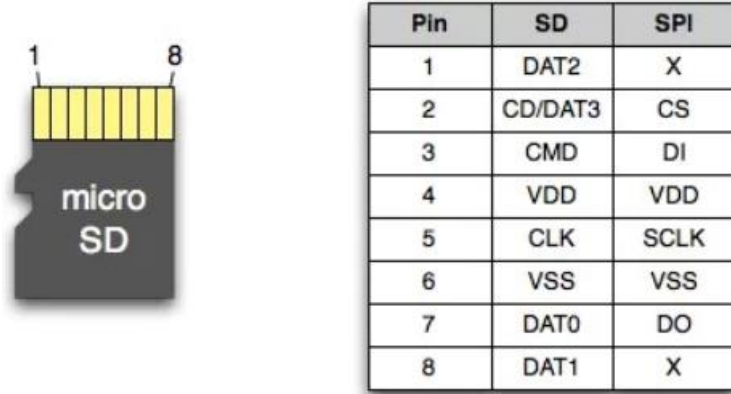 1 8
micro
SD
Pin SD SPI
1 DAT2 X
2 CD/DAT3 CS
3 CMD DI
4 VDD VDD
5 CLK SCLK
6 VSS VSS
7 DAT0 DO
8 DAT1 X